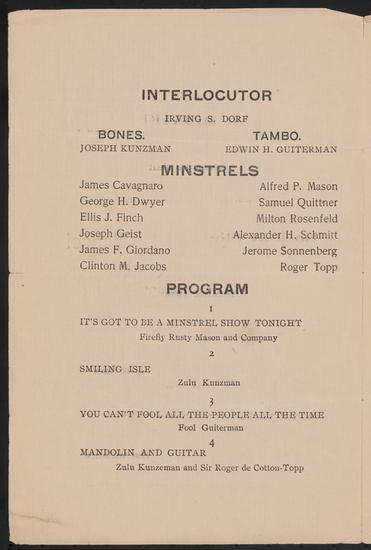 INTERLOCUTOR
IRVING S. DORF
BONES. TAMBO.
JOSEPH KUNZMAN EDWIN H. GUITERMAN
MINSTRELS
James Cavagnaro Alfred P. Mason
George H. Dwyer Samuel Quittner
Ellis J. Finch Milton Rosenfeld
Joseph Geist Alexander H. Schmitt
James F. Giordano Jerome Sonnenberg
Clinton M. Jacobs Roger Topp
PROGRAM
1
IT'S GOT TO BE A MINSTREL SHOW TONIGHT
Firefly Rusty Mason and Company
2
SMILING ISLE
Zulu Kunzman
3
YOU CAN'T FOOL ALL THE PEOPLE ALL THE TIME
Fool Guiterman
4
MANDOLIN AND GUITAR
Zulu Kunzeman and Sir Roger de Cotton-Topp